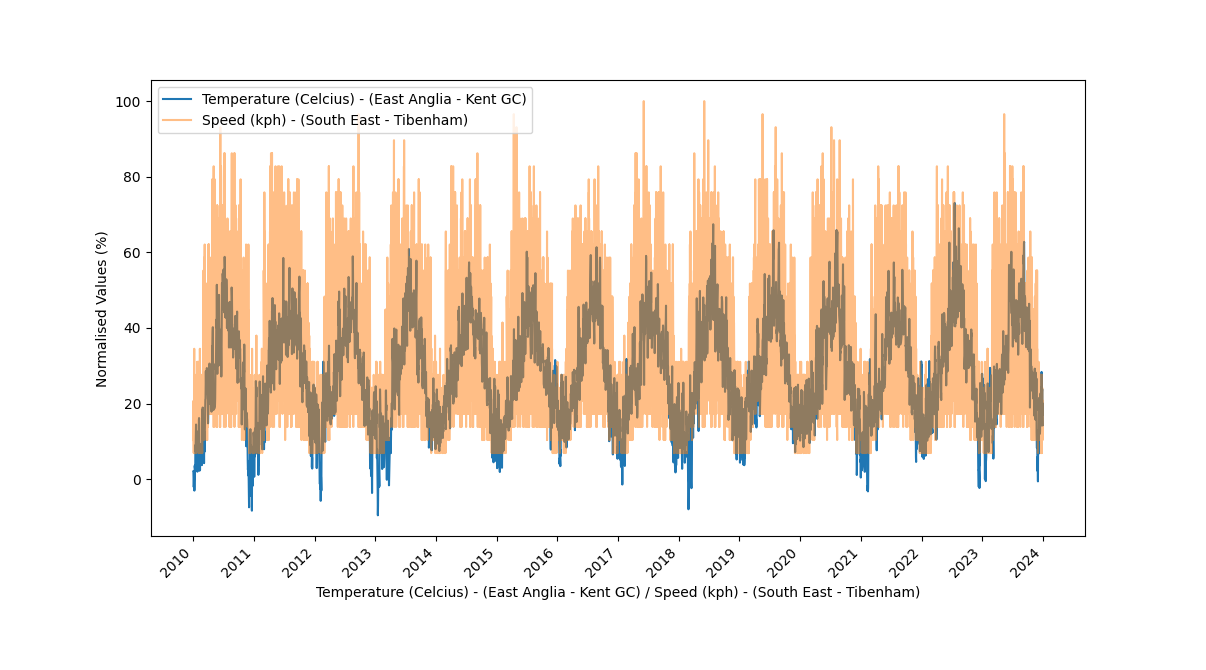 Temperature (Celcius) - (East Anglia - Kent GC)
Speed (kph) - (South East - Tibenham)
Normalised Values (%)
100
80
60
40
20
0
2010 2011 2012 2013 2014 2015 2016 2017 2018 2019 2020 2021 2022 2023 2024
Temperature (Celcius) - (East Anglia - Kent GC) / Speed (kph) - (South East - Tibenham)